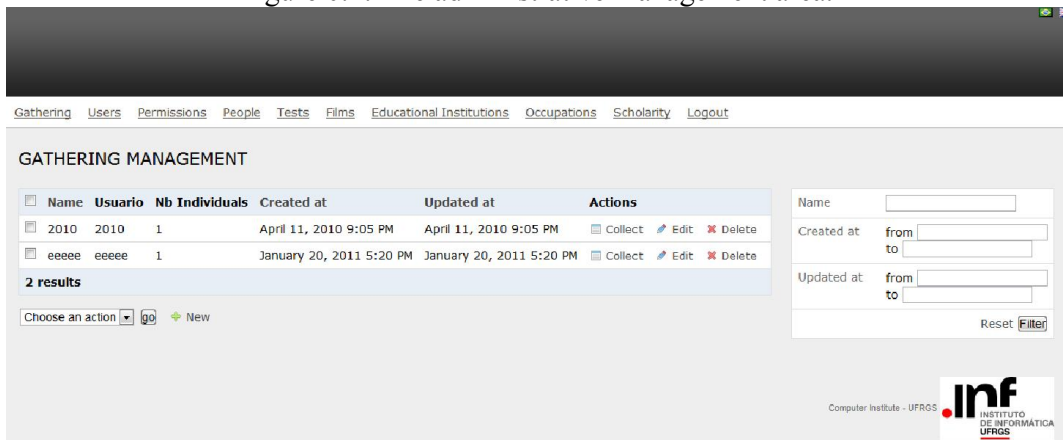 Gathering Users Permissions People Tests Films Educational Institutions Occupations Scholarity Logout
GATHERING MANAGEMENT
Name Usuario Nb Individuals Created at Updated at Actions
2010 2010 1 April 11, 2010 9:05 PM April 11, 2010 9:05 PM Collect Edit Delete
eeeee eeeee 1 January 20, 2011 5:20 PM January 20, 2011 5:20 PM Collect Edit Delete
2 results
Choose an action go New
Name
Created at from
to
Updated at from
to
Reset Filter
Computer Institute - UFRGS
.Inf
INSTITUTO
DE INFORMÁTICA
UFRGS